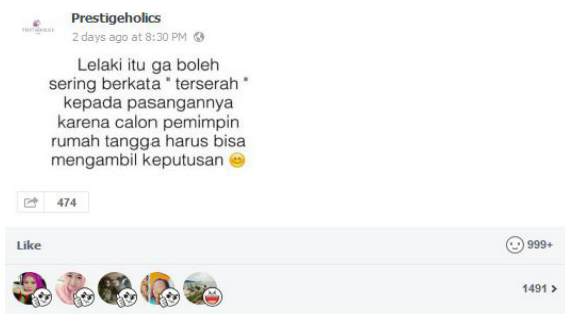 Prestigeholics
2 days ago at 8:30 PM
Lelaki itu ga boleh
sering berkata " terserah "
kepada pasangannya
karena calon pemimpin
rumah tangga harus bisa
mengambil keputusan 😊
474
Like
999+
1491 >